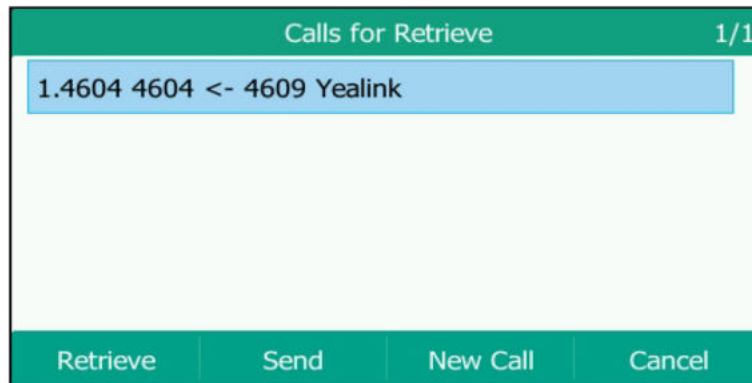 Calls for Retrieve 1/1
1.4604 4604 <- 4609 Yealink
Retrieve Send New Call Cancel